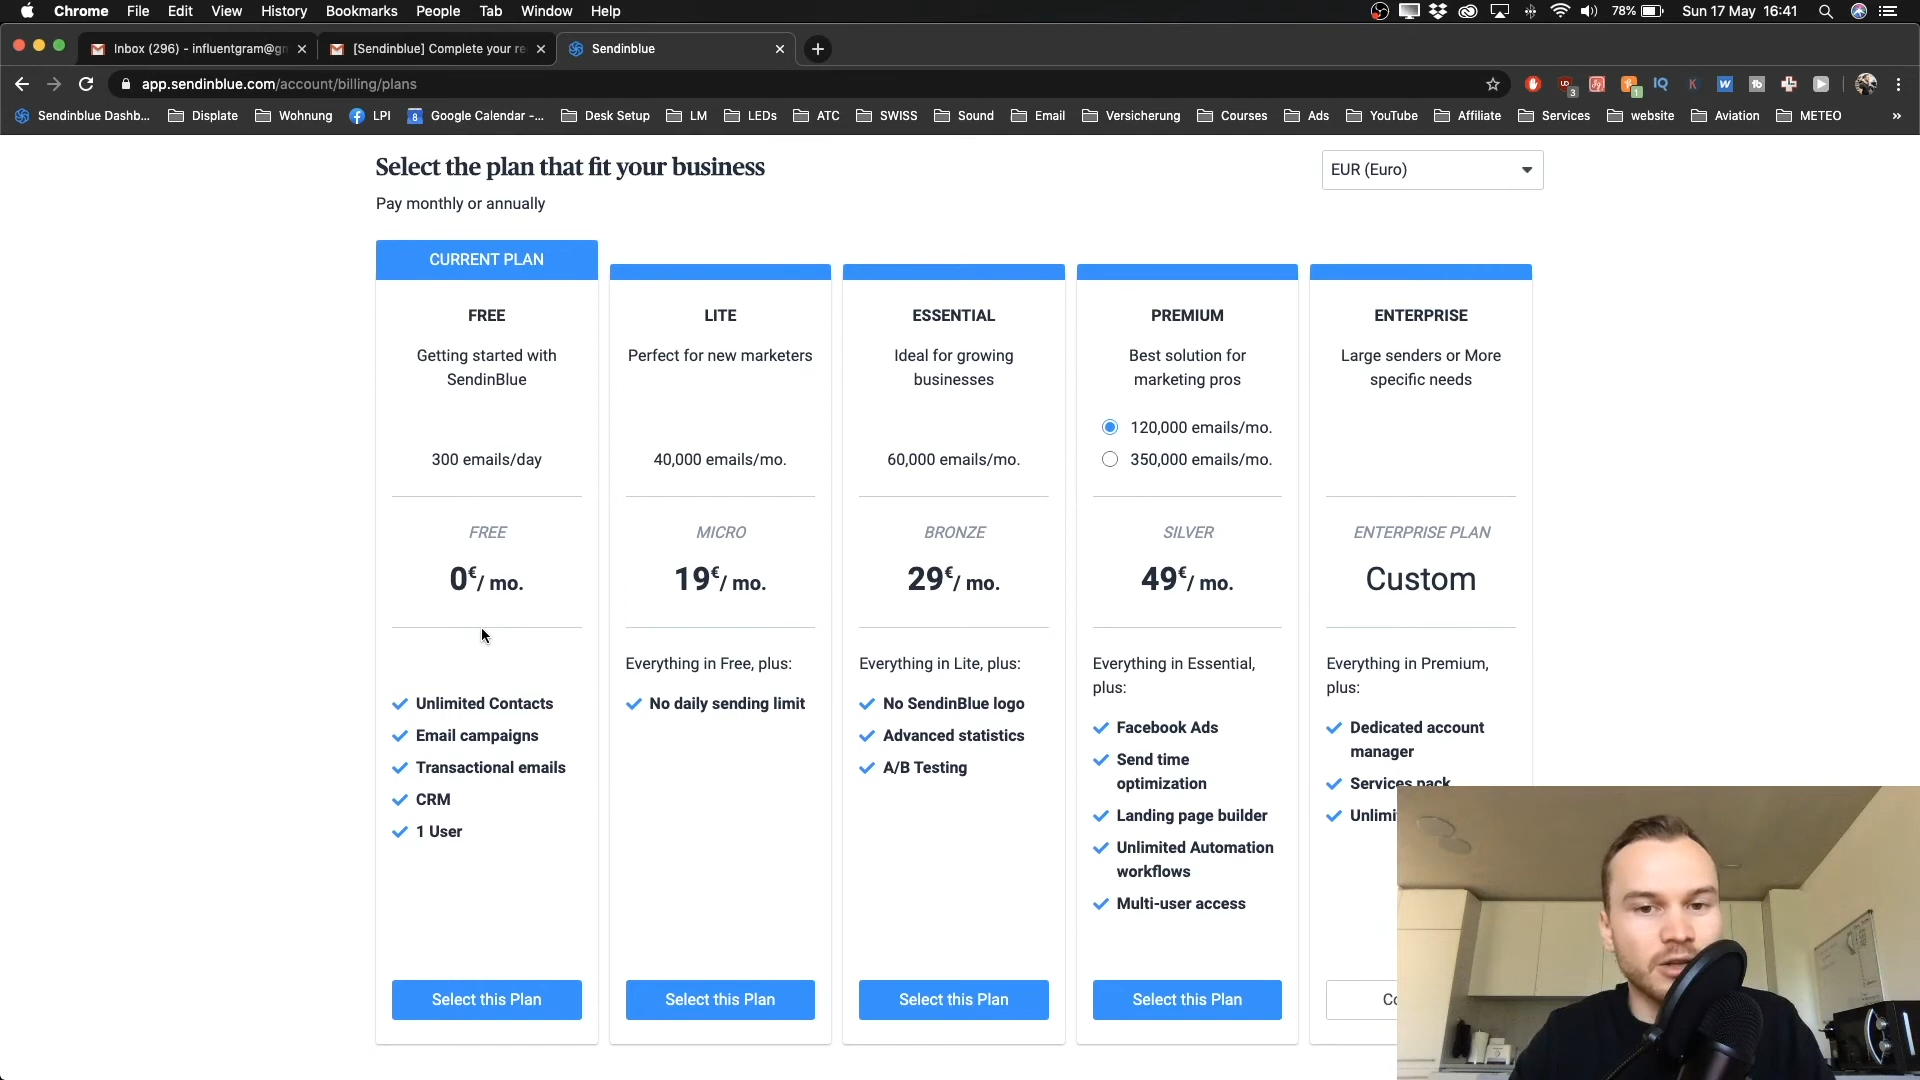 Chrome File Edit View History Bookmarks People Tab Window Help 78% Sun 17 May 16:41
Inbox (296) - influentgram@gm
[Sendinblue] Complete your re
Sendinblue
app.sendinblue.com/account/billing/plans
Sendinblue Dashb... Displate Wohnung LPI Google Calendar -... Desk Setup LM LEDs ATC SWISS Sound Email Versicherung Courses Ads YouTube Affiliate Services website Aviation METEO »
Select the plan that fit your business
EUR (Euro)
Pay monthly or annually
CURRENT PLAN
FREE
Getting started with
SendinBlue
300 emails/day
FREE
0€/ mo.
Unlimited Contacts
Email campaigns
Transactional emails
CRM
1 User
Select this Plan
LITE
Perfect for new marketers
40,000 emails/mo.
MICRO
19€/ mo.
Everything in Free, plus:
No daily sending limit
Select this Plan
ESSENTIAL
Ideal for growing
businesses
60,000 emails/mo.
BRONZE
29€/ mo.
Everything in Lite, plus:
No SendinBlue logo
Advanced statistics
A/B Testing
Select this Plan
PREMIUM
Best solution for
marketing pros
120,000 emails/mo.
350,000 emails/mo.
SILVER
49€/ mo.
Everything in Essential,
plus:
Facebook Ads
Send time
optimization
Landing page builder
Unlimited Automation
workflows
Multi-user access
Select this Plan
ENTERPRISE
Large senders or More
specific needs
ENTERPRISE PLAN
Custom
Everything in Premium,
plus:
Dedicated account
manager
Services pack